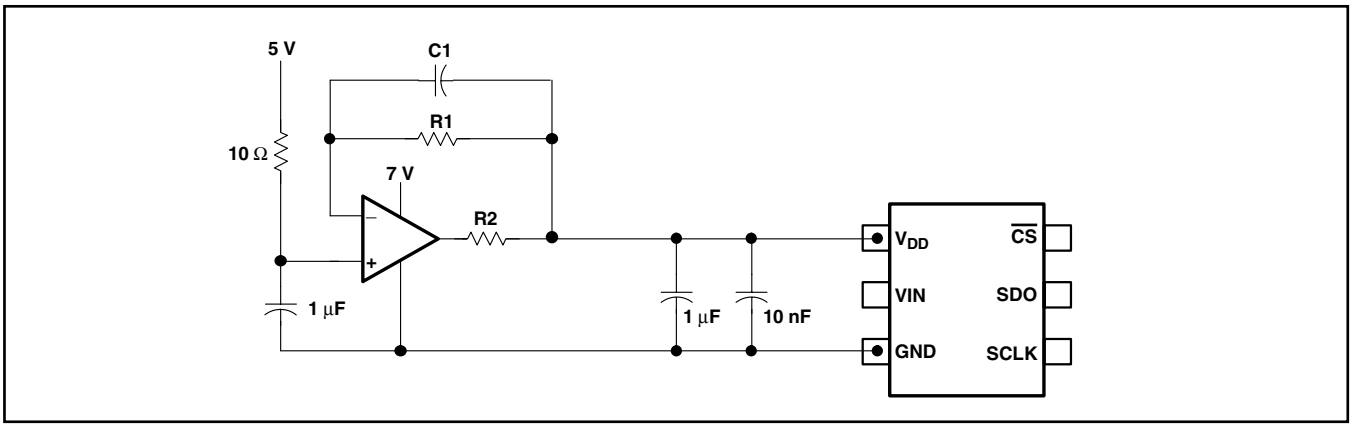 5 V
C1
R1
10 Ω
7 V
R2
−
+
1 μF
1 μF
10 nF
VDD
CS
VIN
SDO
GND
SCLK